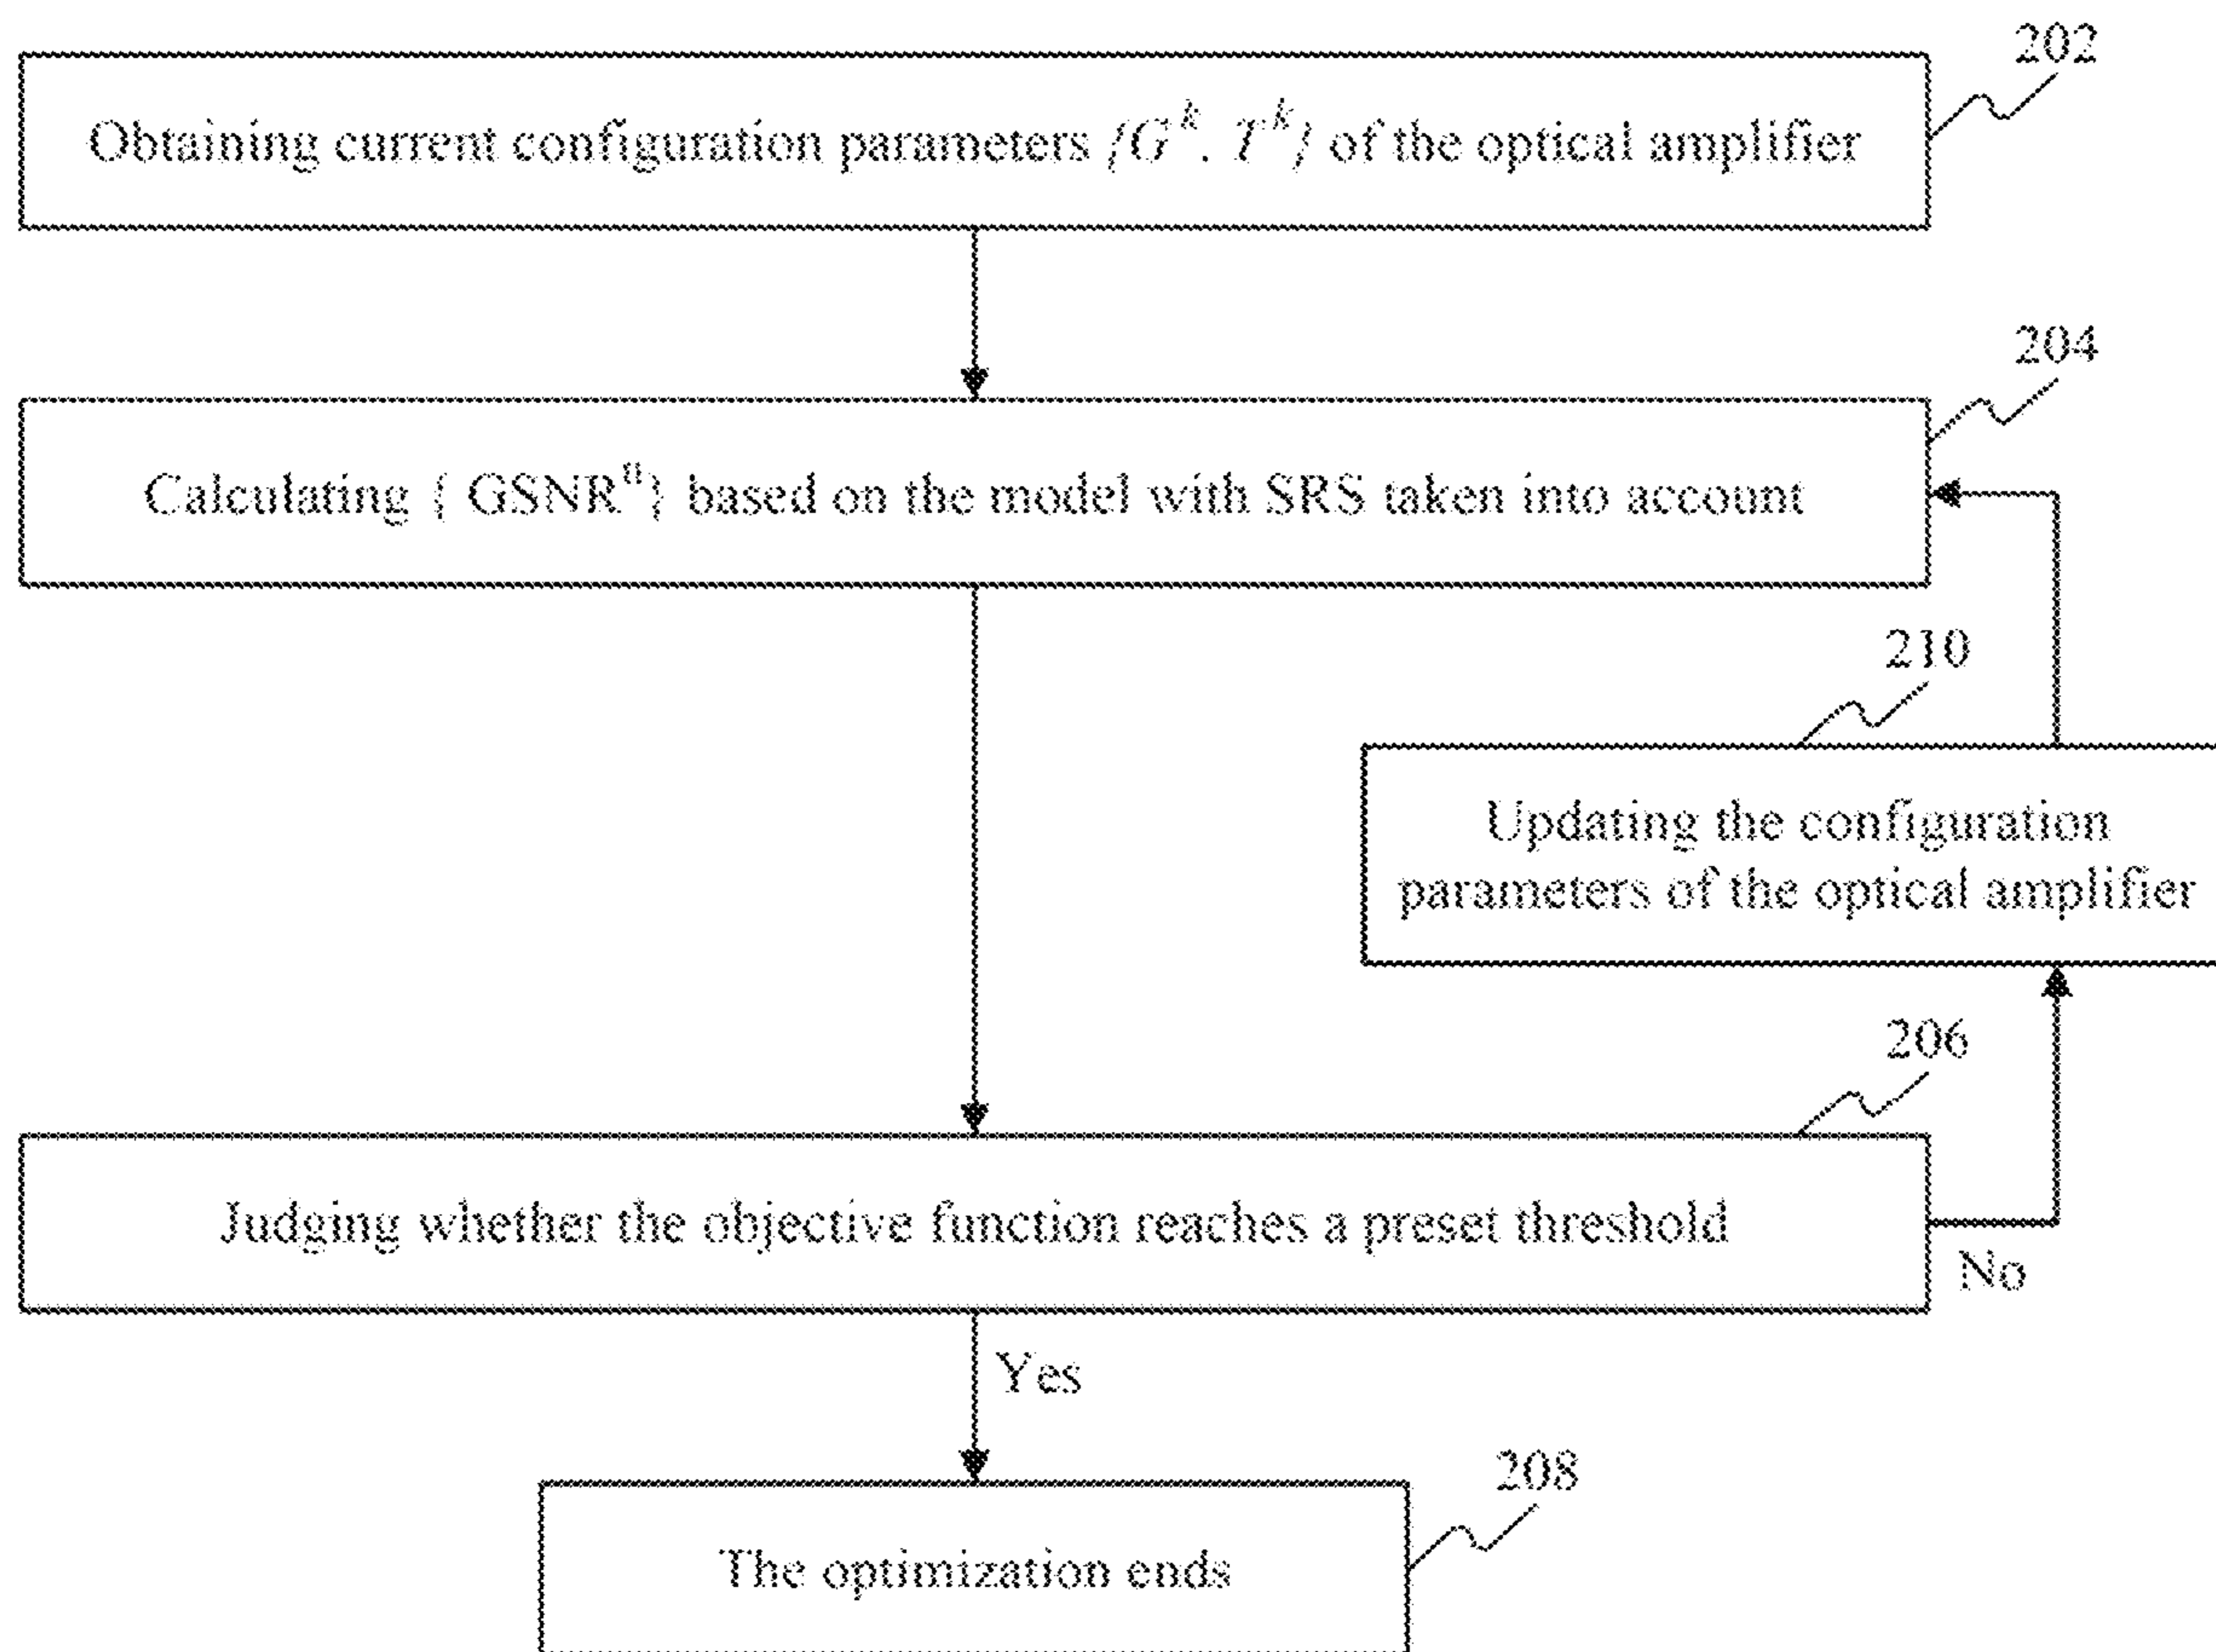 202
Obtaining current configuration parameters {G^k. T^k} of the optical amplifier
204
Calculating { GSNR^n} based on the model with SRS taken into account
210
Updating the configuration
parameters of the optical amplifier
206
Judging whether the objective function reaches a preset threshold
No
Yes
208
The optimization ends